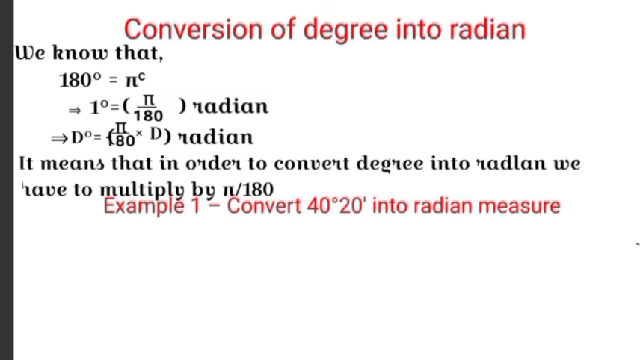 Conversion of degree into radian
We know that,
180° = πᶜ
⇒ 1°= ( π/180 ) radian
⇒ D°= ( π/180 × D ) radian
It means that in order to convert degree into radlan we
have to multiply by π/180
Example 1 – Convert 40°20' into radian measure